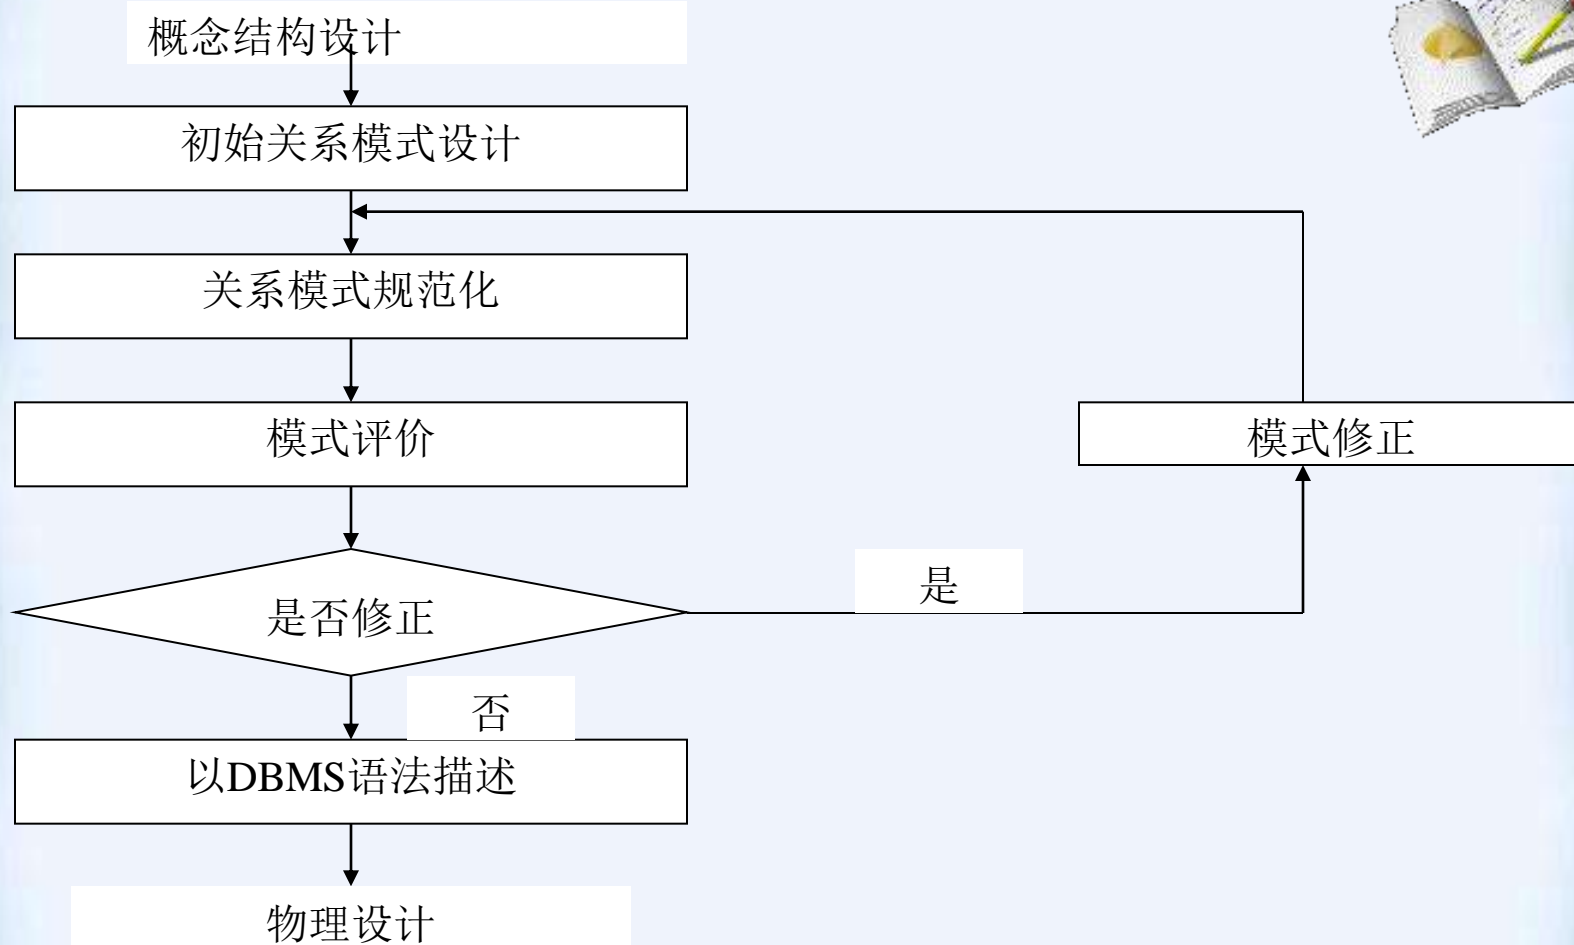 概念结构设计
初始关系模式设计
关系模式规范化
模式评价
模式修正
是否修正
是
否
以DBMS语法描述
物理设计